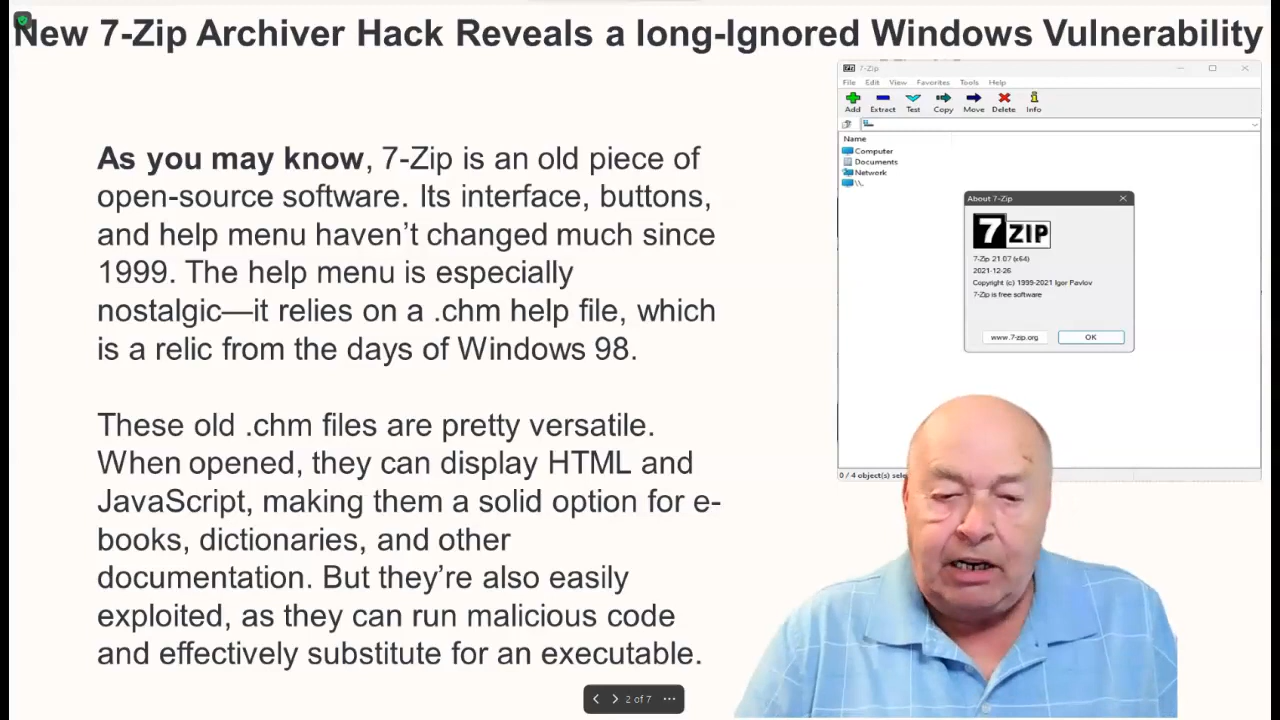 New 7-Zip Archiver Hack Reveals a long-Ignored Windows Vulnerability
As you may know, 7-Zip is an old piece of
open-source software. Its interface, buttons,
and help menu haven’t changed much since
1999. The help menu is especially
nostalgic—it relies on a .chm help file, which
is a relic from the days of Windows 98.
These old .chm files are pretty versatile.
When opened, they can display HTML and
JavaScript, making them a solid option for e-
books, dictionaries, and other
documentation. But they’re also easily
exploited, as they can run malicious code
and effectively substitute for an executable.
7-Zip
File Edit View Favorites Tools Help
Add Extract Test Copy Move Delete Info
Name
Computer
Documents
Network
\\.
About 7-Zip
7 ZIP
7-Zip 21.07 (x64)
2021-12-26
Copyright (c) 1999-2021 Igor Pavlov
7-Zip is free software
www.7-zip.org OK
0 / 4 object(s) sele
2 of 7